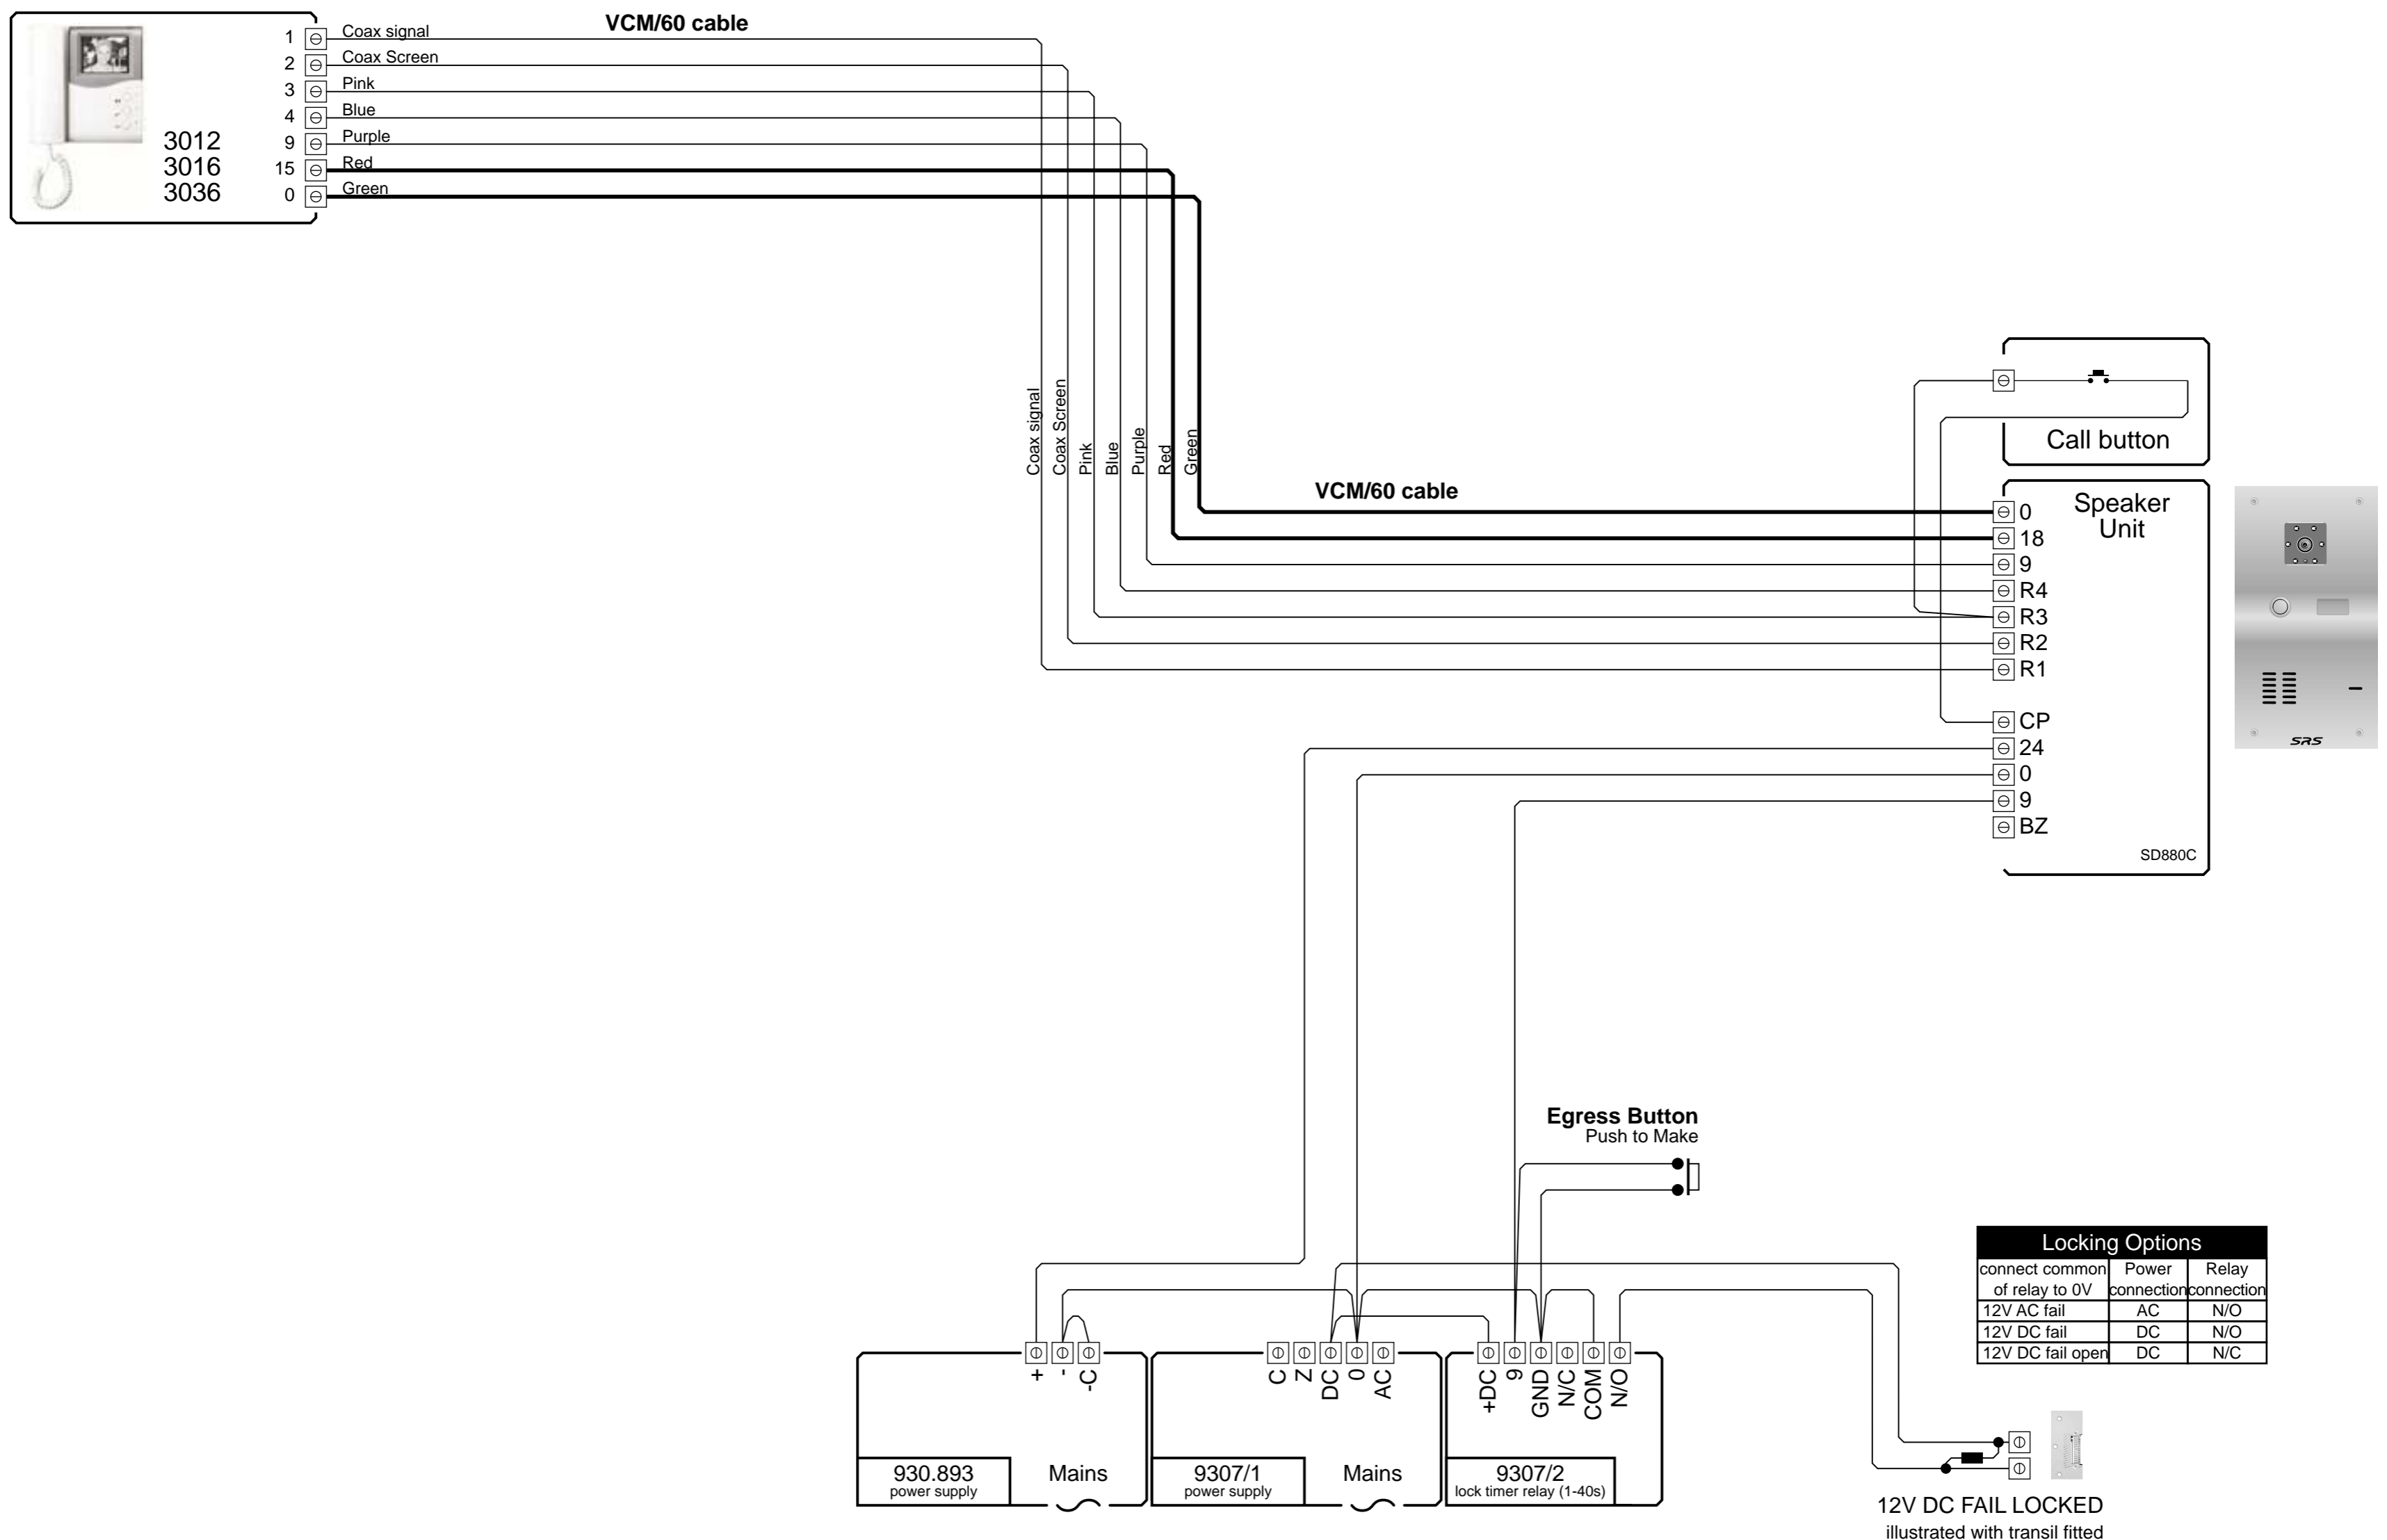 VCM/60 cable
1 Coax signal
2 Coax Screen
3 Pink
4 Blue
3012 9 Purple
3016 15 Red
3036 0 Green
Coax signal
Coax Screen
Pink
Blue
Purple
Red
Green
VCM/60 cable
Call button
Speaker
Unit
0
18
9
R4
R3
R2
R1
CP
24
0
9
BZ
SD880C
SRS
Egress Button
Push to Make
Locking Options
connect common of relay to 0V Power connection Relay connection
12V AC fail AC N/O
12V DC fail DC N/O
12V DC fail open DC N/C
+
-
-C
930.893
power supply
Mains
C
Z
DC
0
AC
9307/1
power supply
Mains
+DC
9
GND
N/C
COM
N/O
9307/2
lock timer relay (1-40s)
12V DC FAIL LOCKED
illustrated with transil fitted